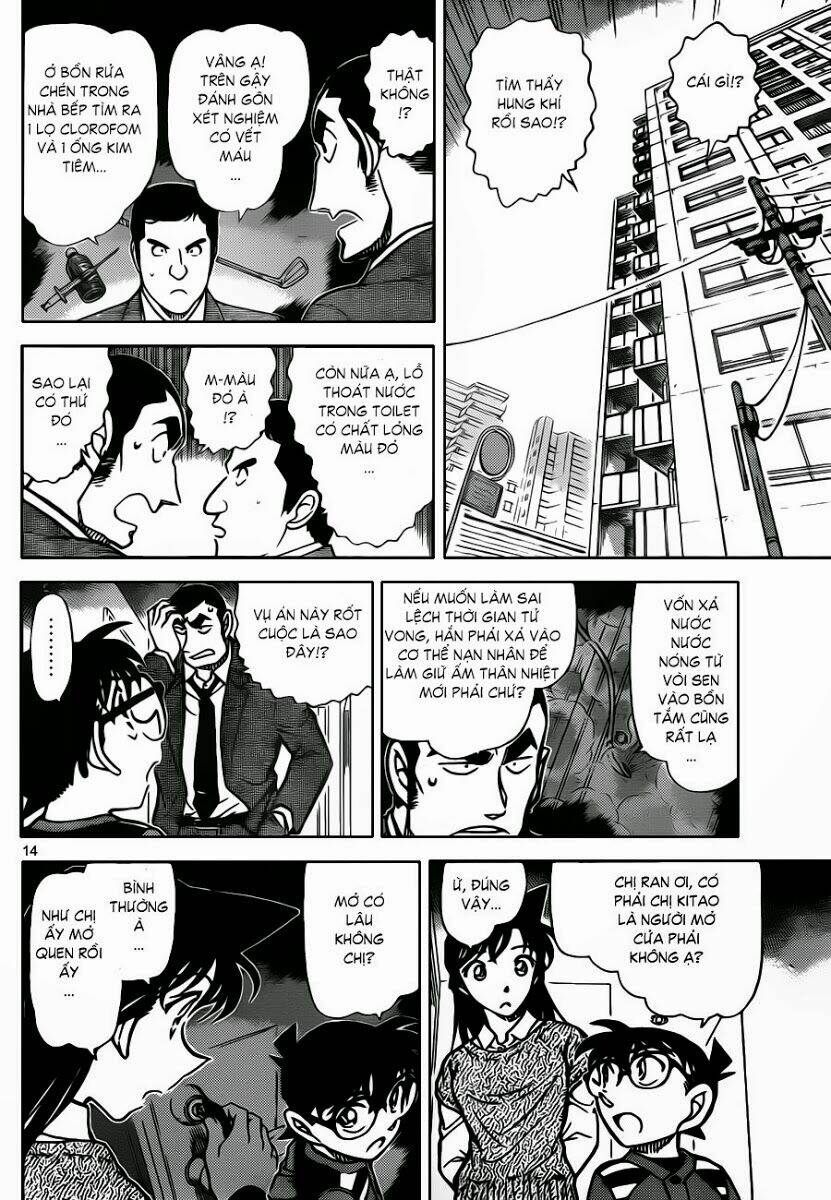 CÁI GÌ!?
TÌM THẤY
HUNG KHÍ
RỒI SAO!?
THẬT
KHÔNG
!?
VÂNG Ạ!
TRÊN GẬY
ĐÁNH GÔN
XÉT NGHIỆM
CÓ VẾT
MÁU
...
Ở BỒN RỬA
CHÉN TRONG
NHÀ BẾP TÌM RA
1 LỌ CLOROFOM
VÀ 1 ỐNG KIM
TIÊM...
CÒN NỮA Ạ, LỖ
THOÁT NƯỚC
TRONG TOILET
CÓ CHẤT LỎNG
MÀU ĐỎ
...
M-MÀU
ĐỎ À
!?
SAO LẠI
CÓ THỨ
ĐÓ
...
VỐN XẢ
NƯỚC
NƯỚC
NÓNG TỪ
VÒI SEN
VÀO BỒN
TẮM CŨNG
RẤT LẠ
...
NẾU MUỐN LÀM SAI
LỆCH THỜI GIAN TỬ
VONG, HẮN PHẢI XẢ VÀO
CƠ THỂ NẠN NHÂN ĐỂ
LÀM GIỮ ẤM THÂN NHIỆT
MỚI PHẢI CHỨ?
VỤ ÁN NÀY RỐT
CUỘC LÀ SAO
ĐÂY!?
.......
14
CHỊ RAN ƠI, CÓ
PHẢI CHỊ KITAO
LÀ NGƯỜI MỞ
CỬA PHẢI
KHÔNG Ạ?
Ừ, ĐÚNG
VẬY...
MỞ CÓ
LÂU
KHÔNG
CHỊ?
BÌNH
THƯỜNG
À
...
NHƯ CHỊ
ẤY MỞ
QUEN RỒI
ẤY
...